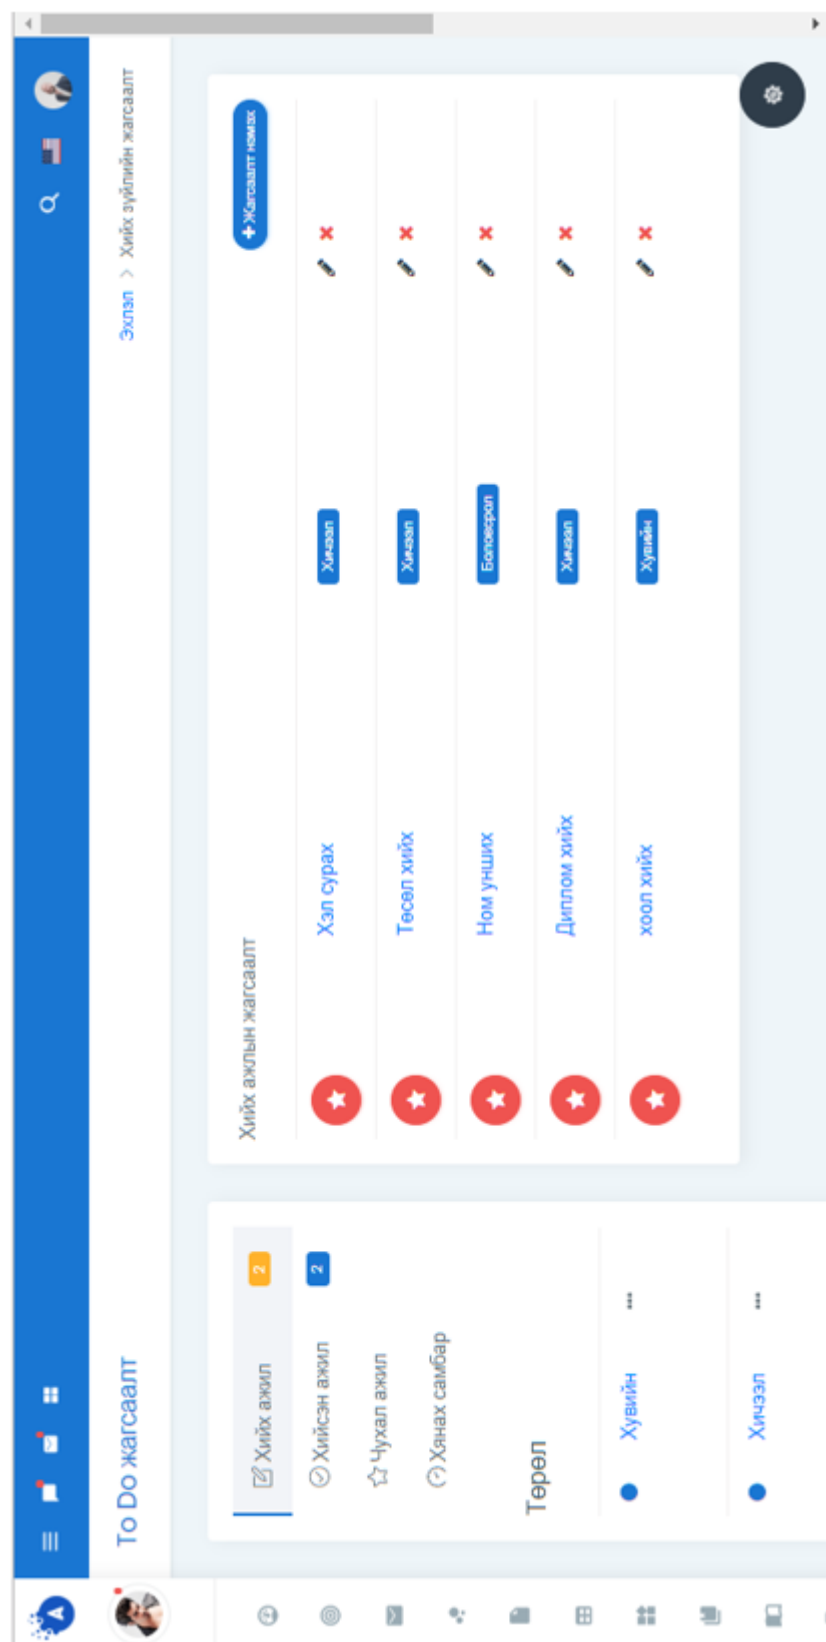 A
To Do жагсаалт
Эхлэл > Хийх зүйлийн жагсаалт
Хийх ажил 2
Хийсэн ажил 2
Чухал ажил
Хянах самбар
Төрөл
Хувийн ...
Хичээл ...
Хийх ажлын жагсаалт
+ Жагсаалт нэмэх
Хэл сурах Хичээл
Төсөл хийх Хичээл
Ном унших Боловсрол
Диплом хийх Хичээл
хоол хийх Хувийн